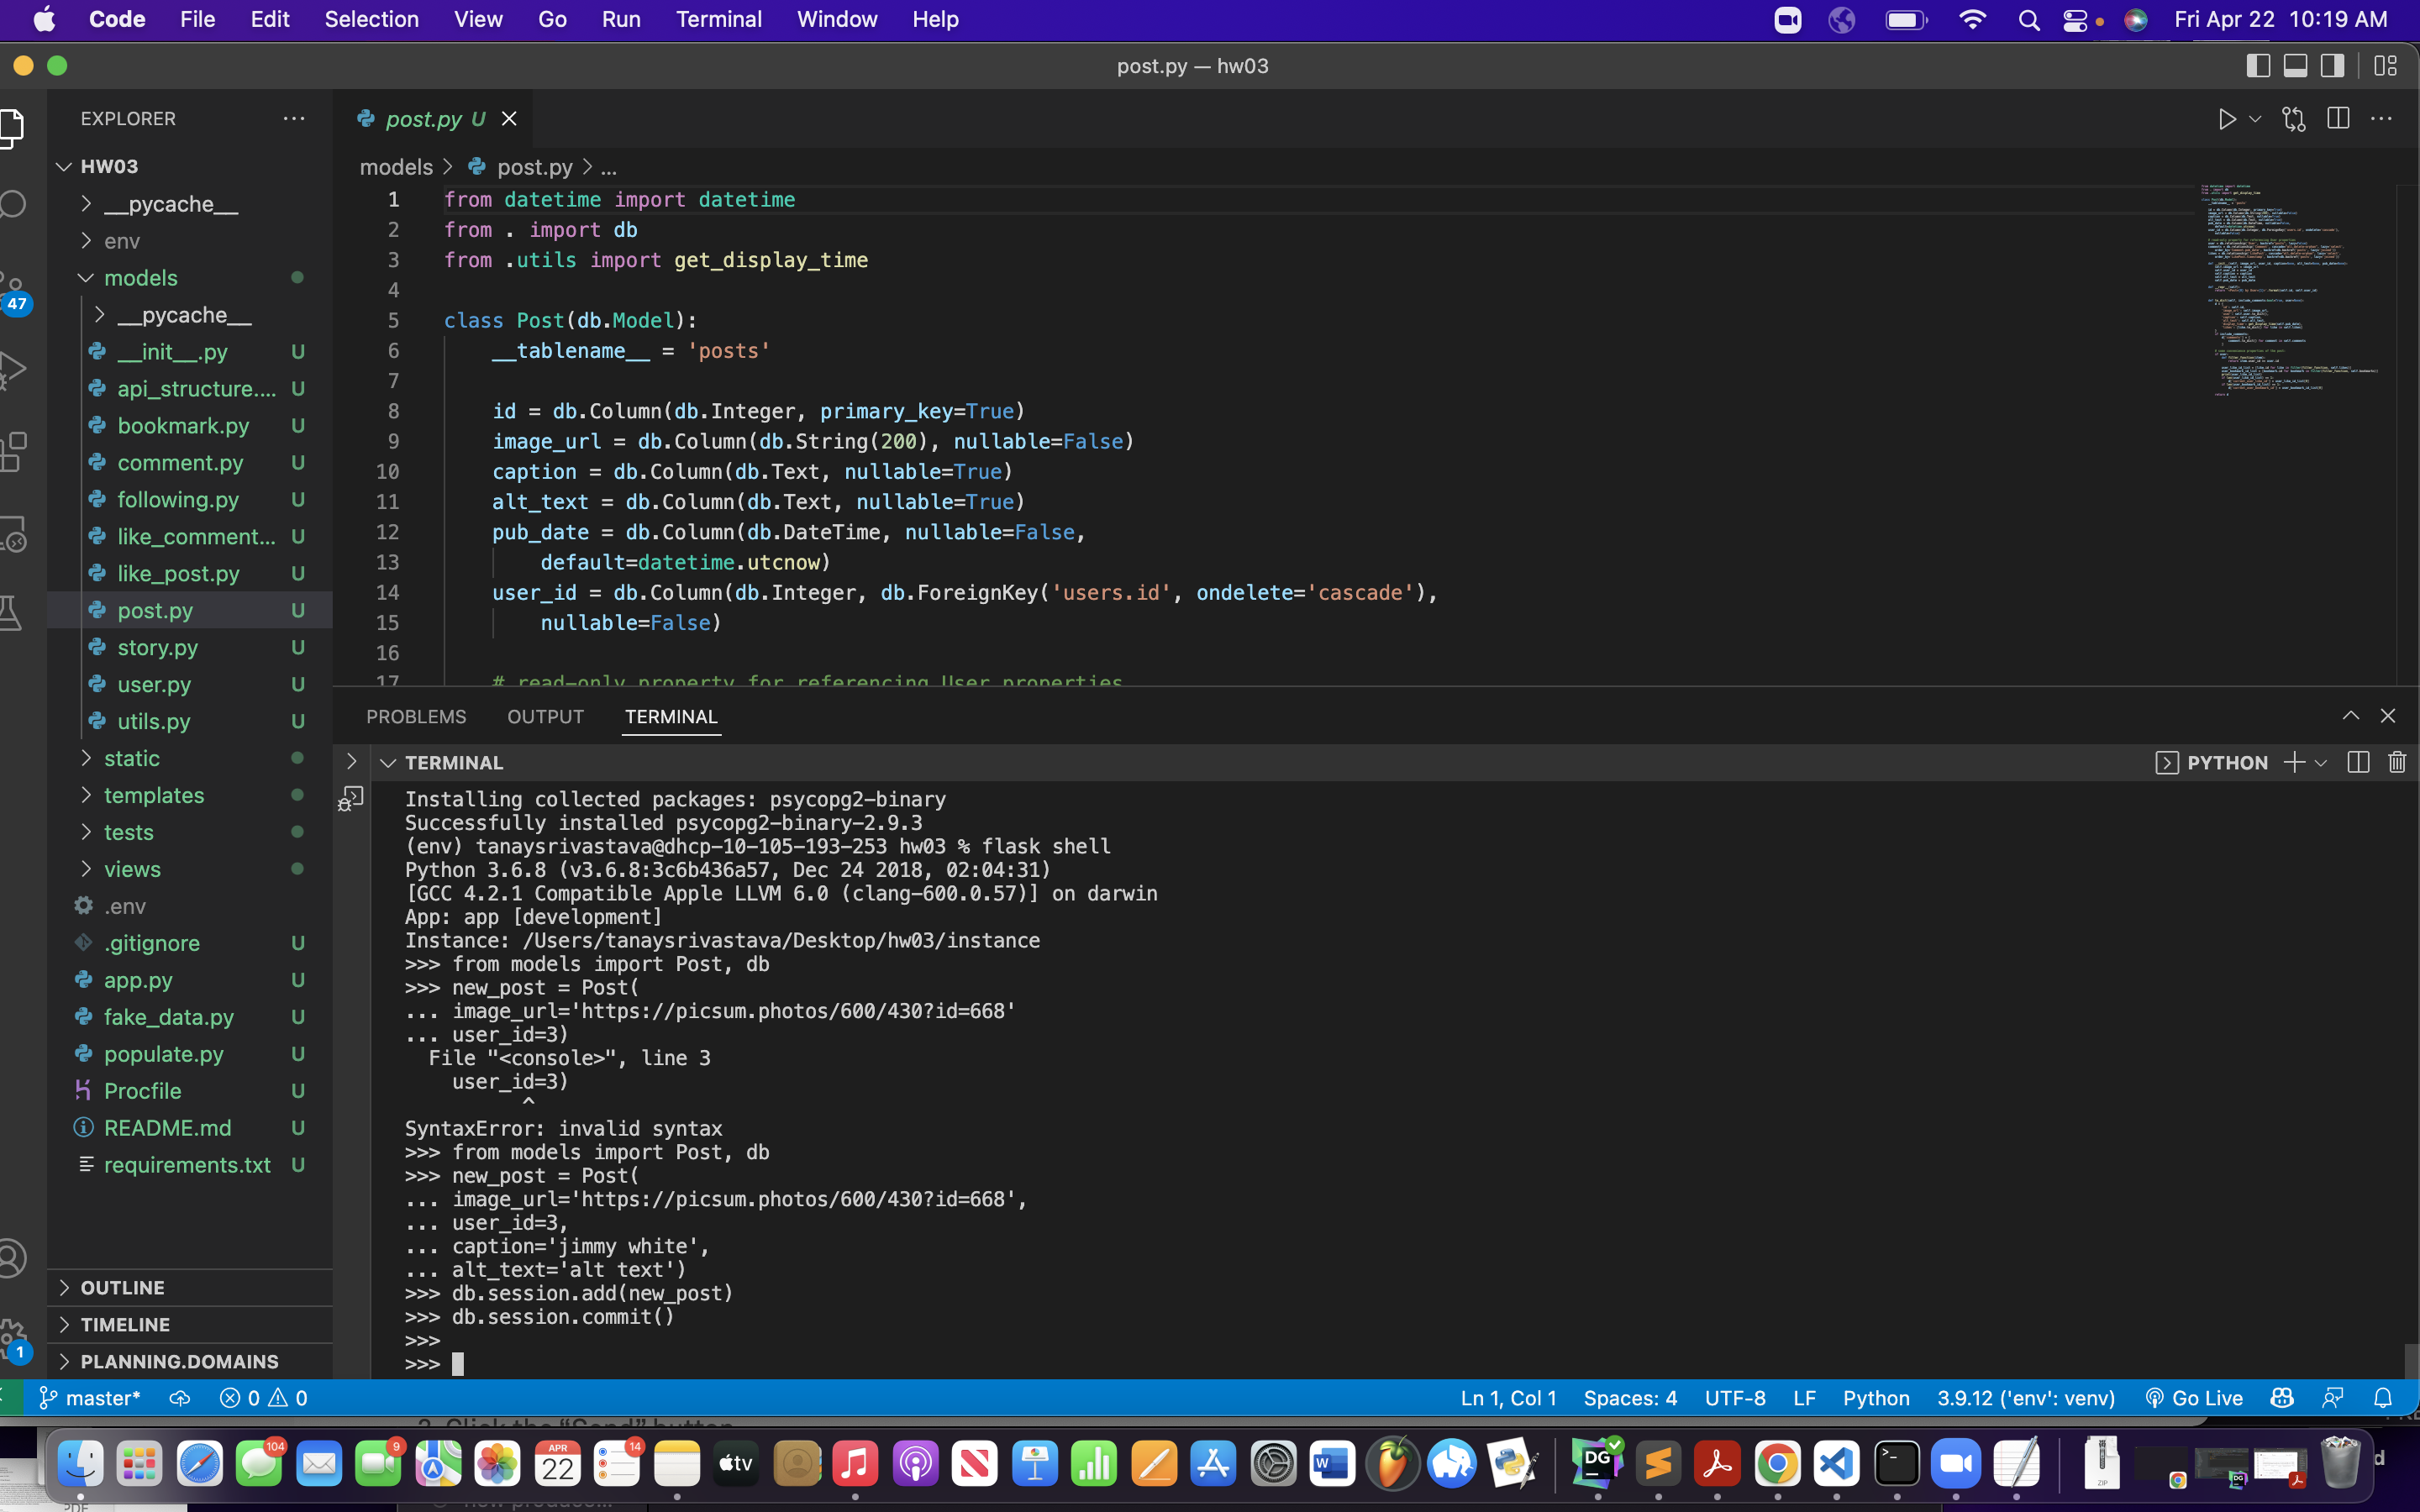 Code File Edit Selection View Go Run Terminal Window Help Fri Apr 22 10:19 AM
post.py — hw03
EXPLORER
HW03
__pycache__
env
models
__pycache__
__init__.py U
api_structure.... U
bookmark.py U
comment.py U
following.py U
like_comment... U
like_post.py U
post.py U
story.py U
user.py U
utils.py U
static
templates
tests
views
.env
.gitignore U
app.py U
fake_data.py U
populate.py U
Procfile U
README.md U
requirements.txt U
OUTLINE
TIMELINE
PLANNING.DOMAINS
47
1
post.py U
models > post.py > ...
1 from datetime import datetime
2 from . import db
3 from .utils import get_display_time
4
5 class Post(db.Model):
6 __tablename__ = 'posts'
7
8 id = db.Column(db.Integer, primary_key=True)
9 image_url = db.Column(db.String(200), nullable=False)
10 caption = db.Column(db.Text, nullable=True)
11 alt_text = db.Column(db.Text, nullable=True)
12 pub_date = db.Column(db.DateTime, nullable=False,
13 default=datetime.utcnow)
14 user_id = db.Column(db.Integer, db.ForeignKey('users.id', ondelete='cascade'),
15 nullable=False)
16
17 # read-only property for referencing User properties
PROBLEMS OUTPUT TERMINAL
TERMINAL PYTHON
Installing collected packages: psycopg2-binary
Successfully installed psycopg2-binary-2.9.3
(env) tanaysrivastava@dhcp-10-105-193-253 hw03 % flask shell
Python 3.6.8 (v3.6.8:3c6b436a57, Dec 24 2018, 02:04:31)
[GCC 4.2.1 Compatible Apple LLVM 6.0 (clang-600.0.57)] on darwin
App: app [development]
Instance: /Users/tanaysrivastava/Desktop/hw03/instance
>>> from models import Post, db
>>> new_post = Post(
... image_url='https://picsum.photos/600/430?id=668'
... user_id=3)
File "<console>", line 3
user_id=3)
^
SyntaxError: invalid syntax
>>> from models import Post, db
>>> new_post = Post(
... image_url='https://picsum.photos/600/430?id=668',
... user_id=3,
... caption='jimmy white',
... alt_text='alt text')
>>> db.session.add(new_post)
>>> db.session.commit()
>>>
>>>
master* 0 0 Ln 1, Col 1 Spaces: 4 UTF-8 LF Python 3.9.12 ('env': venv) Go Live
2. Click the "Send" button
104 9 APR 22 14 tv DG ZIP